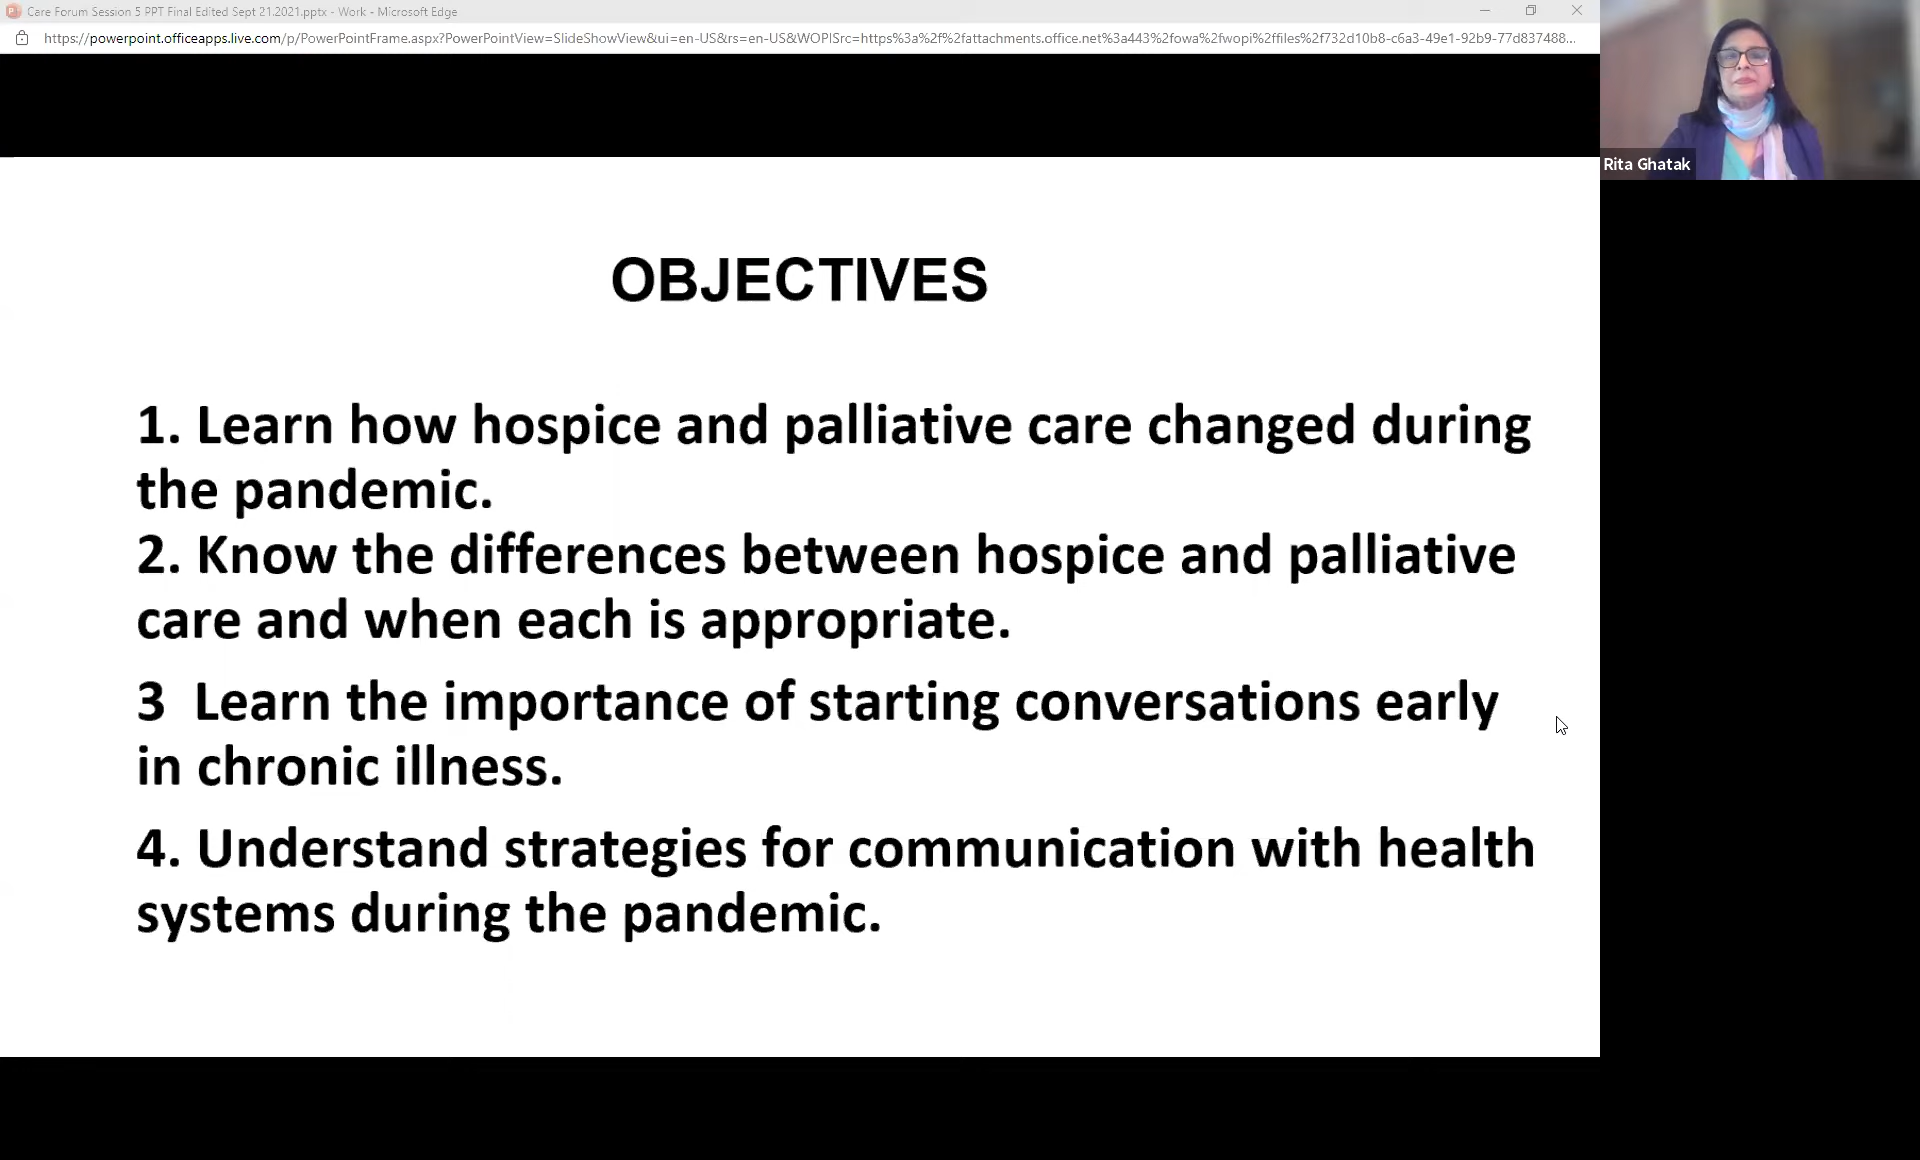 Care Forum Session 5 PPT Final Edited Sept 21.2021.pptx - Work - Microsoft Edge
https://powerpoint.officeapps.live.com/p/PowerPointFrame.aspx?PowerPointView=SlideShowView&ui=en-US&rs=en-US&WOPISrc=https%3a%2f%2fattachments.office.net%3a443%2fowa%2fwopi%2ffiles%2f732d10b8-c6a3-49e1-92b9-77d837488...
Rita Ghatak
OBJECTIVES
1. Learn how hospice and palliative care changed during
the pandemic.
2. Know the differences between hospice and palliative
care and when each is appropriate.
3 Learn the importance of starting conversations early
in chronic illness.
4. Understand strategies for communication with health
systems during the pandemic.